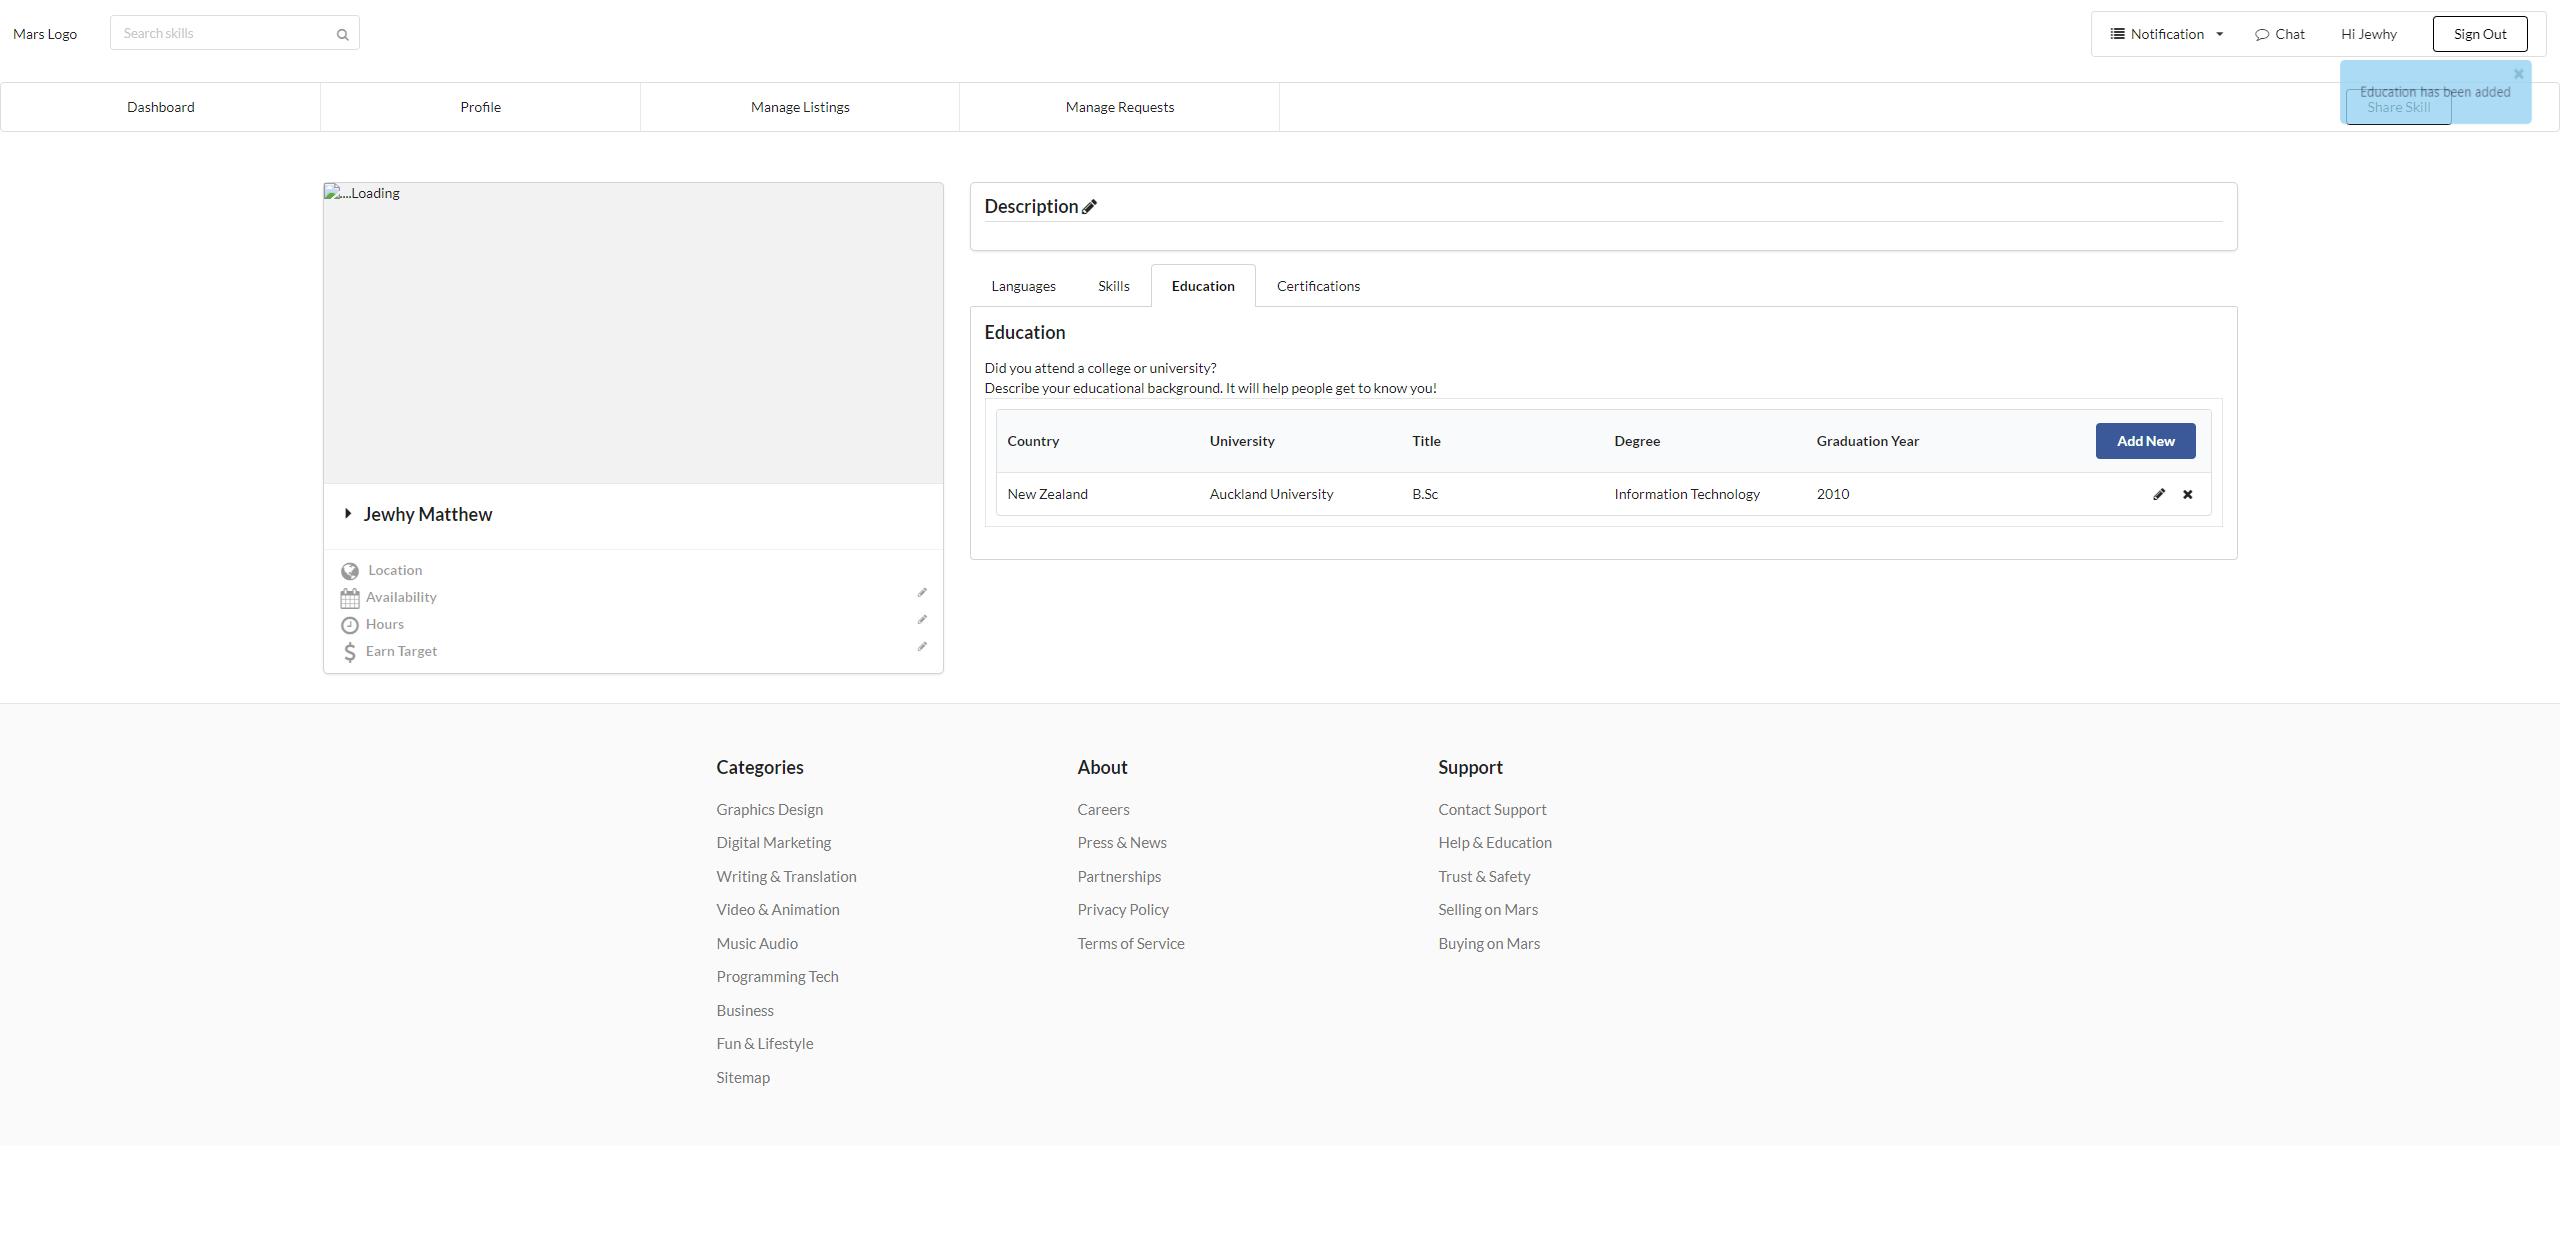 Mars Logo
Search skills
Notification
Chat
Hi Jewhy
Sign Out
Education has been added
Dashboard
Profile
Manage Listings
Manage Requests
Share Skill
....Loading
Jewhy Matthew
Location
Availability
Hours
Earn Target
Description
Languages
Skills
Education
Certifications
Education
Did you attend a college or university?
Describe your educational background. It will help people get to know you!
Country University Title Degree Graduation Year Add New
New Zealand Auckland University B.Sc Information Technology 2010
Categories
Graphics Design
Digital Marketing
Writing & Translation
Video & Animation
Music Audio
Programming Tech
Business
Fun & Lifestyle
Sitemap
About
Careers
Press & News
Partnerships
Privacy Policy
Terms of Service
Support
Contact Support
Help & Education
Trust & Safety
Selling on Mars
Buying on Mars